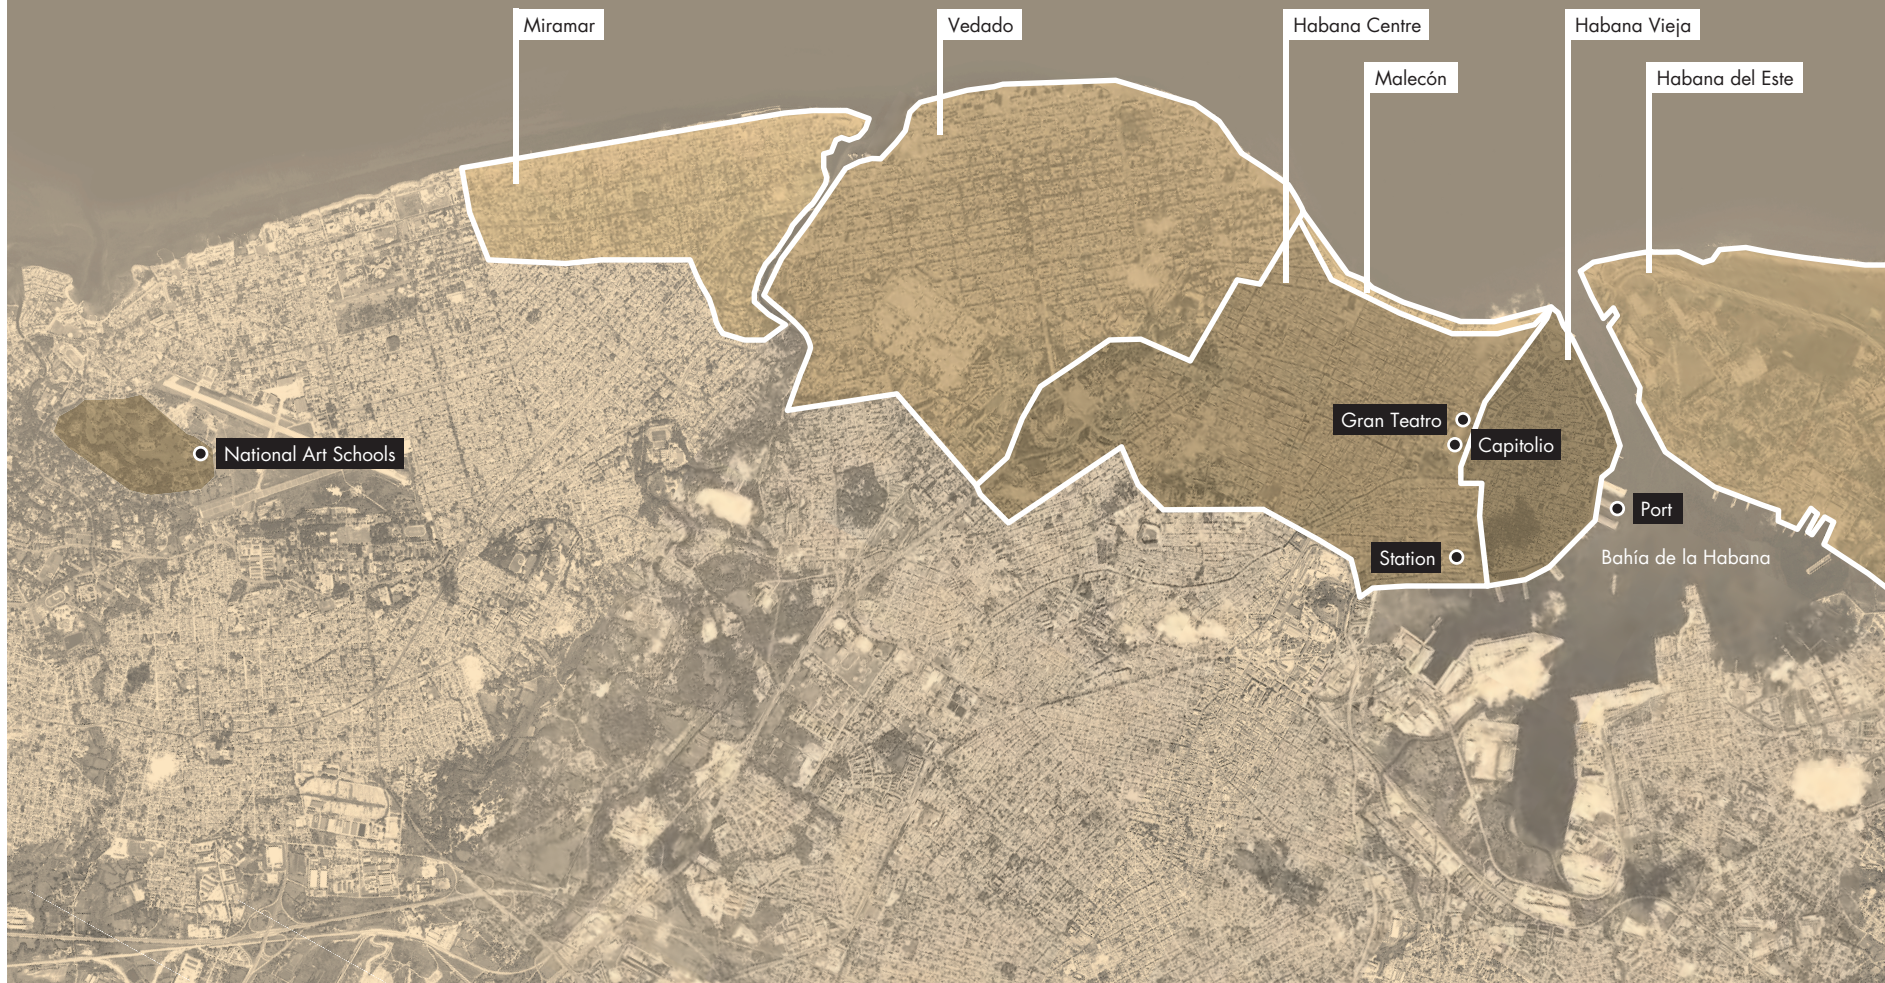 Miramar
Vedado
Habana Centre
Habana Vieja
Malecón
Habana del Este
Gran Teatro
Capitolio
National Art Schools
Port
Station
Bahía de la Habana